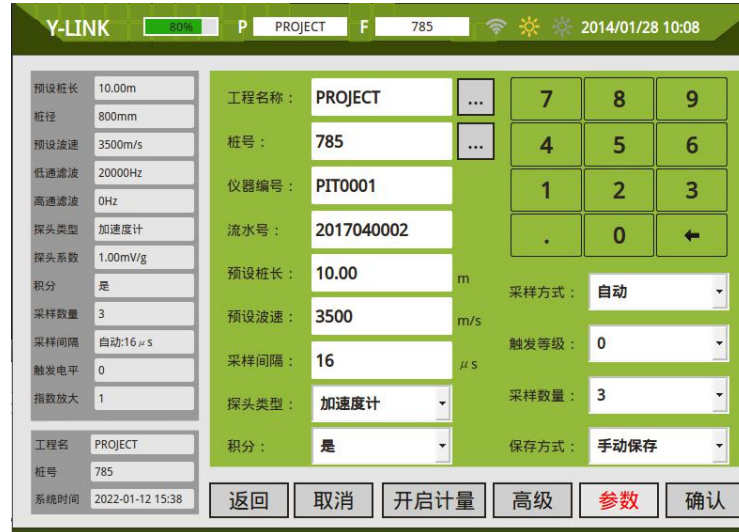 Y-LINK 80% P PROJECT F 785 2014/01/28 10:08
预设桩长 10.00m
桩径 800mm
预设波速 3500m/s
低通滤波 20000Hz
高通滤波 0Hz
探头类型 加速度计
探头系数 1.00mV/g
积分 是
采样数量 3
采样间隔 自动:16μs
触发电平 0
指数放大 1
工程名 PROJECT
桩号 785
系统时间 2022-01-12 15:38
工程名称： PROJECT ...
桩号： 785 ...
仪器编号： PIT0001
流水号： 2017040002
预设桩长： 10.00 m
预设波速： 3500 m/s
采样间隔： 16 μs
探头类型： 加速度计
积分： 是
7 8 9
4 5 6
1 2 3
. 0 ←
采样方式： 自动
触发等级： 0
采样数量： 3
保存方式： 手动保存
返回 取消 开启计量 高级 参数 确认